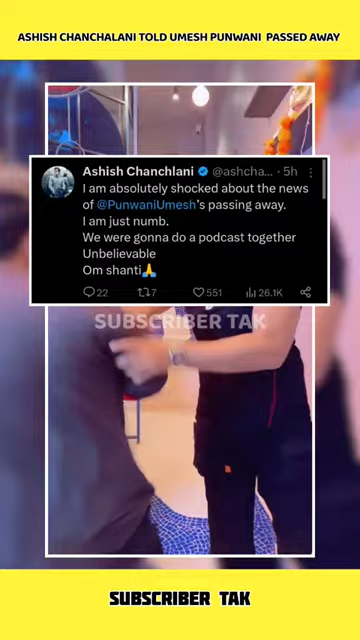 ASHISH CHANCHALANI TOLD UMESH PUNWANI PASSED AWAY
Ashish Chanchlani @ashcha... · 5h
I am absolutely shocked about the news
of @PunwaniUmesh's passing away.
I am just numb.
We were gonna do a podcast together
Unbelievable
Om shanti🙏
22 7 551 26.1K
SUBSCRIBER TAK
SUBSCRIBER TAK